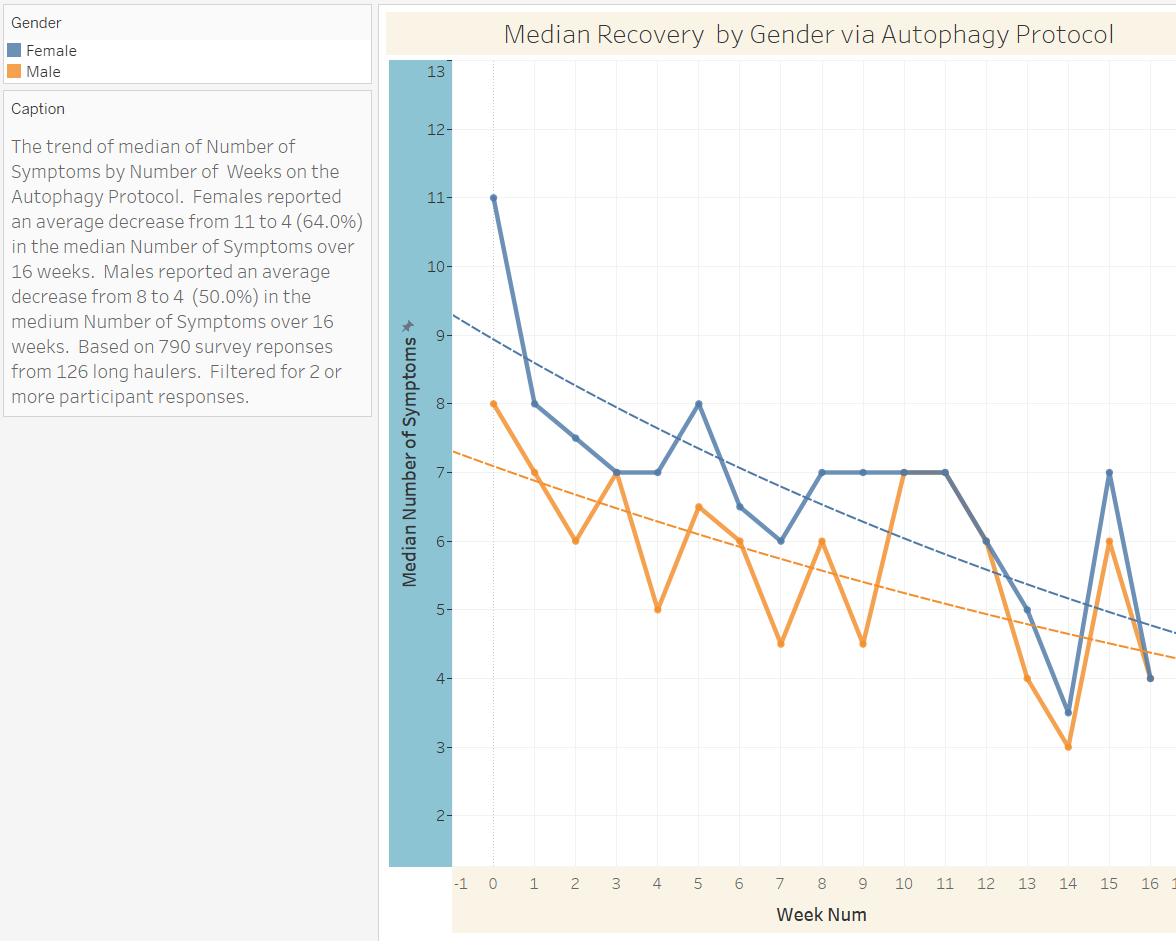 Gender
Female
Male
Caption
The trend of median of Number of
Symptoms by Number of  Weeks on the
Autophagy Protocol.  Females reported
an average decrease from 11 to 4 (64.0%)
in the median Number of Symptoms over
16 weeks.  Males reported an average
decrease from 8 to 4  (50.0%) in the
medium Number of Symptoms over 16
weeks.  Based on 790 survey reponses
from 126 long haulers.  Filtered for 2 or
more participant responses.
Median Recovery  by Gender via Autophagy Protocol
Median Number of Symptoms
13
12
11
10
9
8
7
6
5
4
3
2
-1 0 1 2 3 4 5 6 7 8 9 10 11 12 13 14 15 16
Week Num